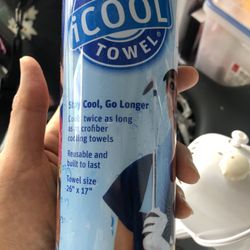 iCOOL
TOWEL®
Stay Cool, Go Longer
Cools twice as long
as microfiber
cooling towels
Reusable and
built to last
Towel size
26" x 17"